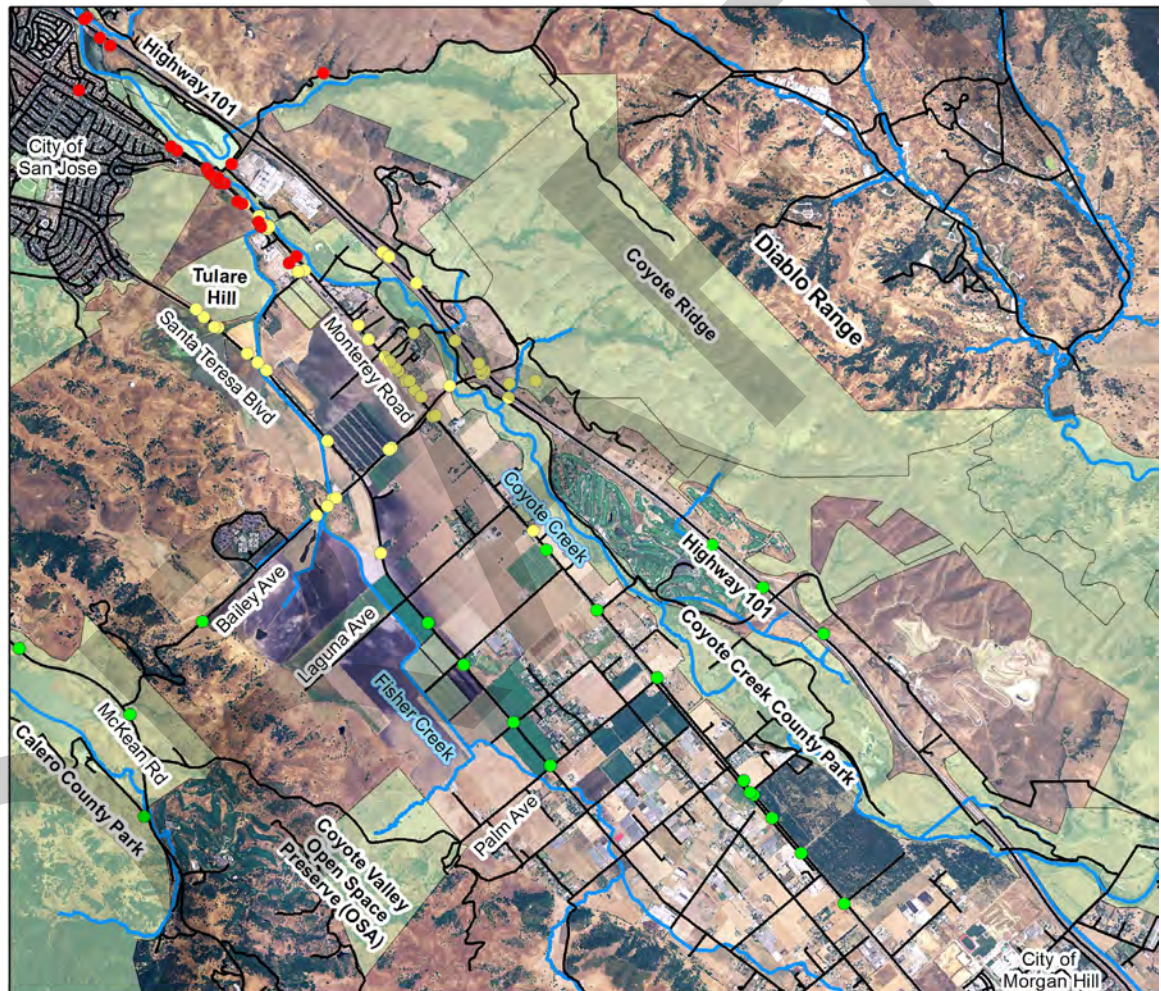 Highway 101
City of
San Jose
Tulare
Hill
Santa Teresa Blvd
Monterey Road
Coyote Ridge
Diablo Range
Coyote Creek
Highway 101
Bailey Ave
Laguna Ave
Fisher Creek
Coyote Creek County Park
McKean Rd
Calero County Park
Palm Ave
Coyote Valley
Open Space
Preserve (OSA)
City of
Morgan Hill